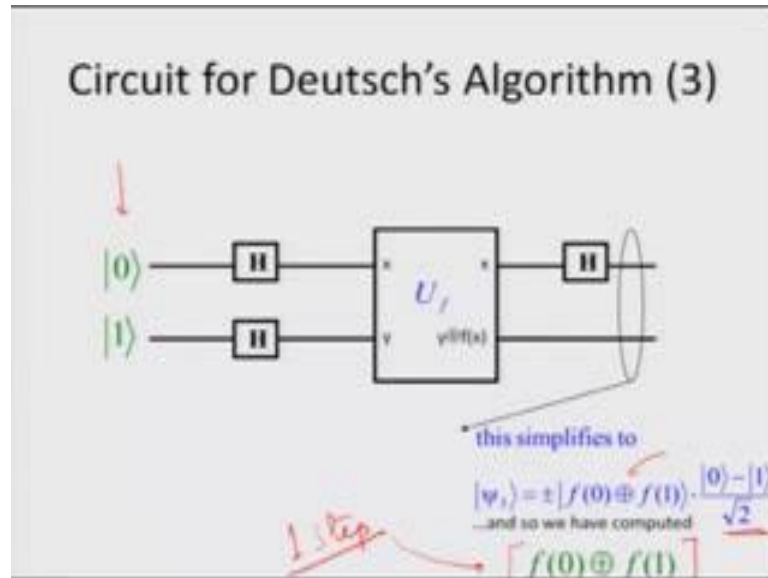 Circuit for Deutsch's Algorithm (3)
|0⟩ H x x H
U_f
|1⟩ H y y⊕f(x)
this simplifies to
|ψ₃⟩ = ±|f(0) ⊕ f(1)⟩ · |0⟩−|1⟩ / √2
...and so we have computed
1 step
[f(0) ⊕ f(1)]